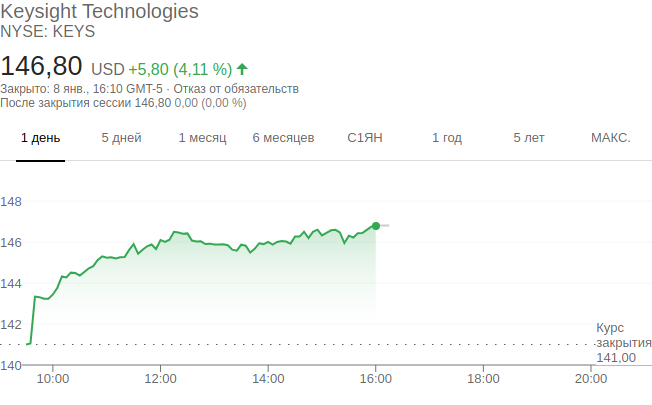 Keysight Technologies
NYSE: KEYS
146,80 USD +5,80 (4,11 %)
Закрыто: 8 янв., 16:10 GMT-5 · Отказ от обязательств
После закрытия сессии 146,80 0,00 (0,00 %)
1 день 5 дней 1 месяц 6 месяцев С1ЯН 1 год 5 лет МАКС.
148
146
144
142
Курс
закрытия
141,00
140
10:00 12:00 14:00 16:00 18:00 20:00